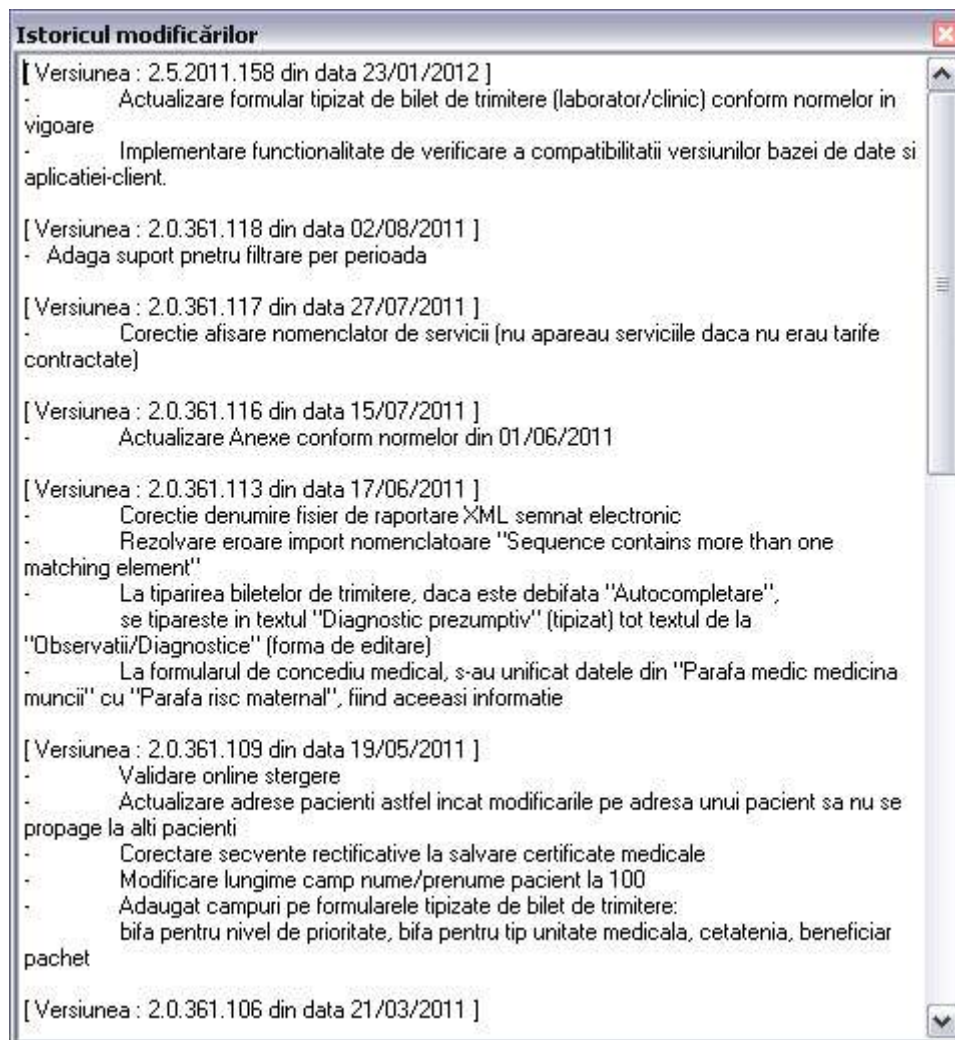 Istoricul modificărilor
[ Versiunea : 2.5.2011.158 din data 23/01/2012 ]
- Actualizare formular tipizat de bilet de trimitere (laborator/clinic) conform normelor in
vigoare
- Implementare functionalitate de verificare a compatibilitatii versiunilor bazei de date si
aplicatiei-client.
[ Versiunea : 2.0.361.118 din data 02/08/2011 ]
- Adaga suport pnetru filtrare per perioada
[ Versiunea : 2.0.361.117 din data 27/07/2011 ]
- Corectie afisare nomenclator de servicii (nu apareau serviciile daca nu erau tarife
contractate)
[ Versiunea : 2.0.361.116 din data 15/07/2011 ]
- Actualizare Anexe conform normelor din 01/06/2011
[ Versiunea : 2.0.361.113 din data 17/06/2011 ]
- Corectie denumire fisier de raportare XML semnat electronic
- Rezolvare eroare import nomenclatoare "Sequence contains more than one
matching element"
- La tiparirea biletelor de trimitere, daca este debifata "Autocompletare",
se tipareste in textul "Diagnostic prezumptiv" (tipizat) tot textul de la
"Observatii/Diagnostice" (forma de editare)
- La formularul de concediu medical, s-au unificat datele din "Parafa medic medicina
muncii" cu "Parafa risc maternal", fiind aceeasi informatie
[ Versiunea : 2.0.361.109 din data 19/05/2011 ]
- Validare online stergere
- Actualizare adrese pacienti astfel incat modificarile pe adresa unui pacient sa nu se
propage la alti pacienti
- Corectare secvente rectificative la salvare certificate medicale
- Modificare lungime camp nume/prenume pacient la 100
- Adaugat campuri pe formularele tipizate de bilet de trimitere:
bifa pentru nivel de prioritate, bifa pentru tip unitate medicala, cetatenia, beneficiar
pachet
[ Versiunea : 2.0.361.106 din data 21/03/2011 ]